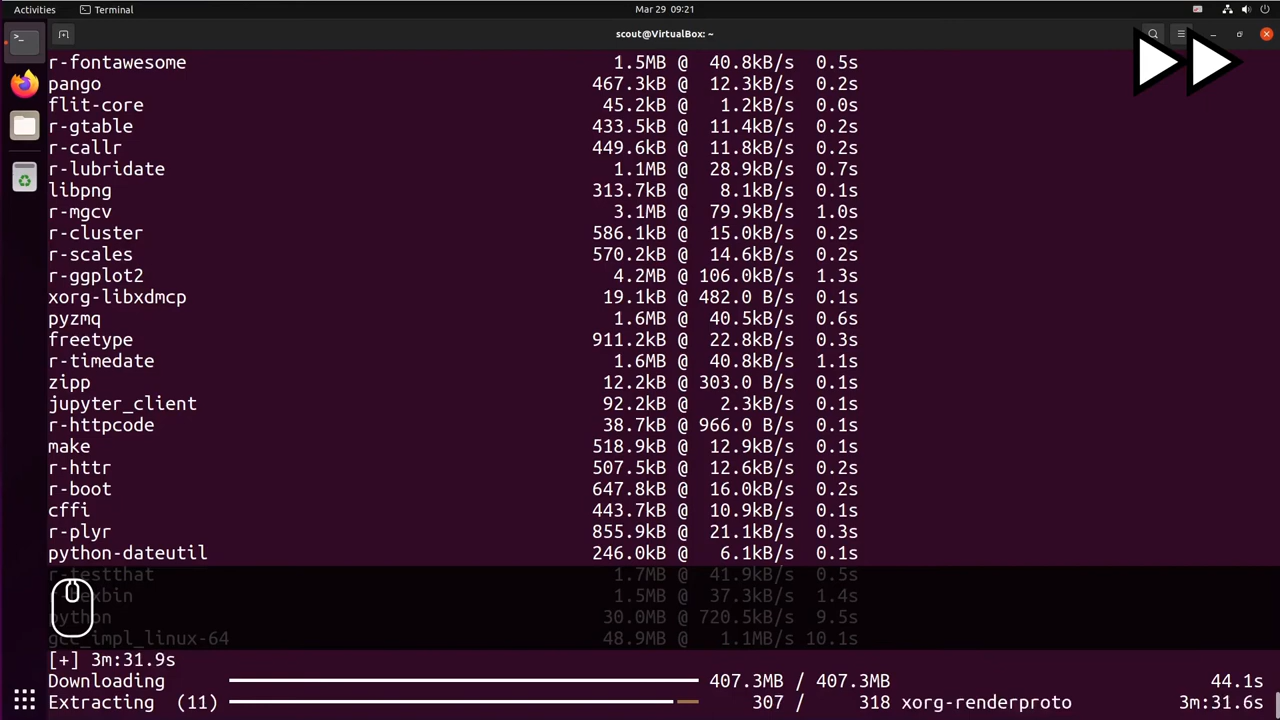 Activities Terminal Mar 29 09:21
scout@VirtualBox: ~
r-fontawesome 1.5MB @ 40.8kB/s 0.5s
pango 467.3kB @ 12.3kB/s 0.2s
flit-core 45.2kB @ 1.2kB/s 0.0s
r-gtable 433.5kB @ 11.4kB/s 0.2s
r-callr 449.6kB @ 11.8kB/s 0.2s
r-lubridate 1.1MB @ 28.9kB/s 0.7s
libpng 313.7kB @ 8.1kB/s 0.1s
r-mgcv 3.1MB @ 79.9kB/s 1.0s
r-cluster 586.1kB @ 15.0kB/s 0.2s
r-scales 570.2kB @ 14.6kB/s 0.2s
r-ggplot2 4.2MB @ 106.0kB/s 1.3s
xorg-libxdmcp 19.1kB @ 482.0 B/s 0.1s
pyzmq 1.6MB @ 40.5kB/s 0.6s
freetype 911.2kB @ 22.8kB/s 0.3s
r-timedate 1.6MB @ 40.8kB/s 1.1s
zipp 12.2kB @ 303.0 B/s 0.1s
jupyter_client 92.2kB @ 2.3kB/s 0.1s
r-httpcode 38.7kB @ 966.0 B/s 0.1s
make 518.9kB @ 12.9kB/s 0.1s
r-httr 507.5kB @ 12.6kB/s 0.2s
r-boot 647.8kB @ 16.0kB/s 0.2s
cffi 443.7kB @ 10.9kB/s 0.1s
r-plyr 855.9kB @ 21.1kB/s 0.3s
python-dateutil 246.0kB @ 6.1kB/s 0.1s
r-testthat 1.7MB @ 41.9kB/s 0.5s
r-hexbin 1.5MB @ 37.3kB/s 1.4s
python 30.0MB @ 720.5kB/s 9.5s
gcc_impl_linux-64 48.9MB @ 1.1MB/s 10.1s
[+] 3m:31.9s
Downloading 407.3MB / 407.3MB 44.1s
Extracting (11) 307 / 318 xorg-renderproto 3m:31.6s